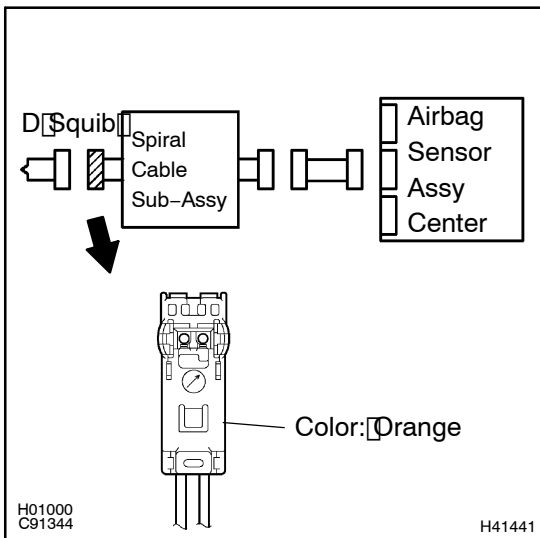 D▯Squib▯
Spiral
Cable
Sub−Assy
Airbag
Sensor
Assy
Center
Color:▯Orange
H01000
C91344
H41441